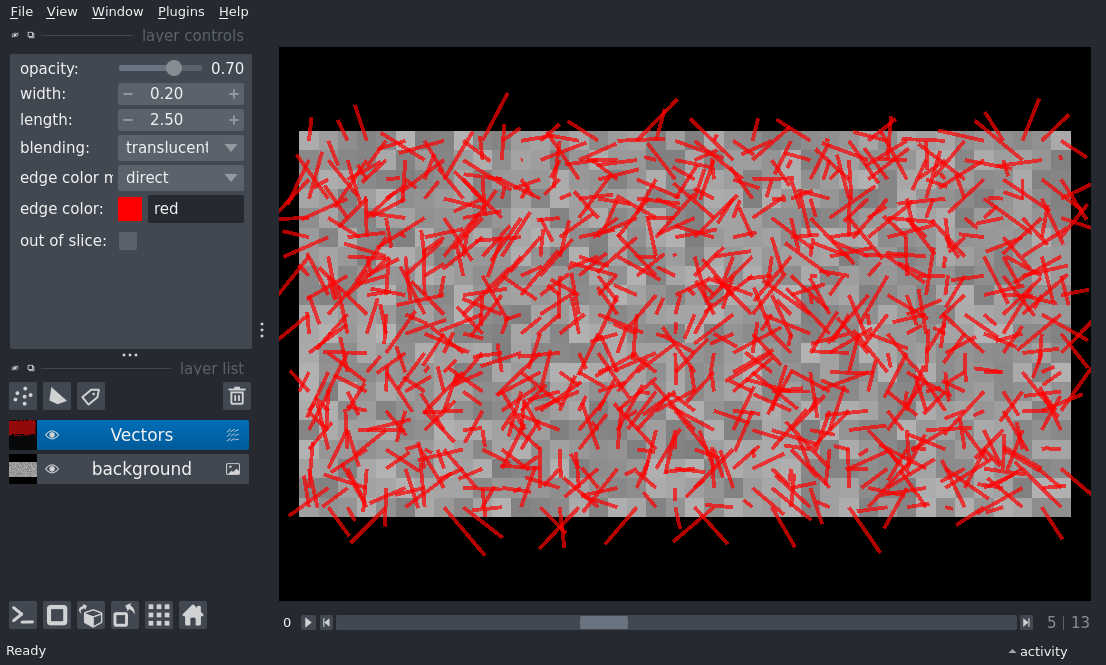 File View Window Plugins Help
layer controls
opacity: 0.70
width: 0.20
length: 2.50
blending: translucent
edge color m direct
edge color: red
out of slice:
layer list
Vectors
background
0 5 | 13
Ready activity